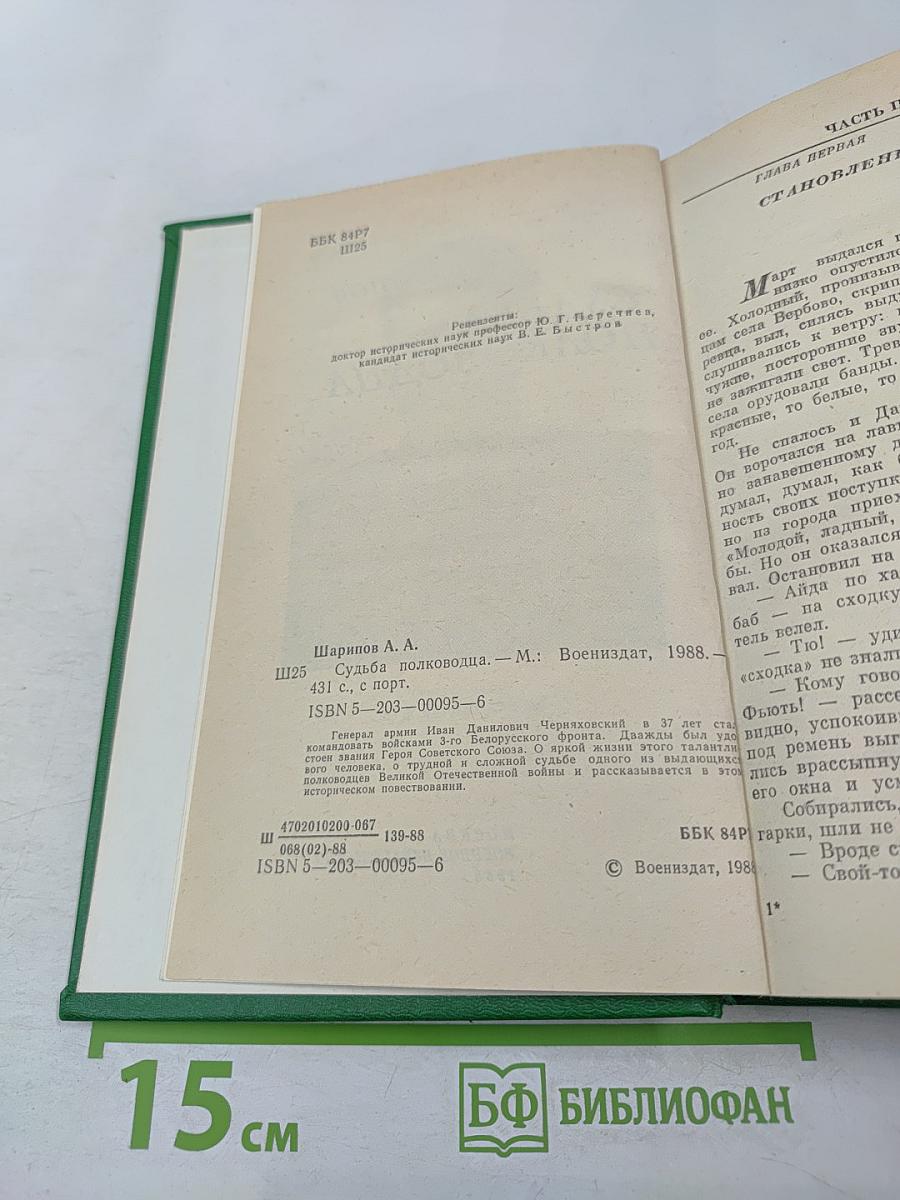 ББК 84Р7
Ш25
Рецензенты:
доктор исторических наук профессор Ю. Г. Перечнев,
кандидат исторических наук В. Е. Быстров
Шарипов А. А.
Ш25 Судьба полководца. — М.: Воениздат, 1988. —
431 с., с порт.
ISBN 5—203—00095—6
Генерал армии Иван Данилович Черняховский в 37 лет стал
командовать войсками 3-го Белорусского фронта. Дважды был удо
стоен звания Героя Советского Союза. О яркой жизни этого талантли
вого человека, о трудной и сложной судьбе одного из выдающихс
полководцев Великой Отечественной войны и рассказывается в этом
историческом повествовании.
Ш 4702010200-067 139-88
068(02)-88
ББК 84Р
ISBN 5—203—00095—6
© Воениздат, 198
ЧАСТЬ П
ГЛАВА ПЕРВАЯ
СТАНОВЛЕНИ
Март выдался
низко опустило
ее. Холодный, пронизыв
цам села Вербово, скрип
ревца, выл, силясь выду
слушивались к ветру:
чужие, посторонние зву
не зажигали свет. Трев
села орудовали банды.
красные, то белые, то
год.
Не спалось и Да
Он ворочался на лав
но занавешенному д
думал, думал, как б
ность своих поступк
но из города приех
«Молодой, ладный,
бы. Но он оказался
вал. Остановил на
— Айда по ха
баб — на сходку
тель велел.
— Тю! — уди
«сходка» не знали
— Кому гово
Фьють! — рассе
видно, успокоив
под ремень выг
лись врассыпну
его окна и усм
Собирались,
гарки, шли не
— Вроде с
— Свой-то
1*
15 см
БФ БИБЛИОФАН